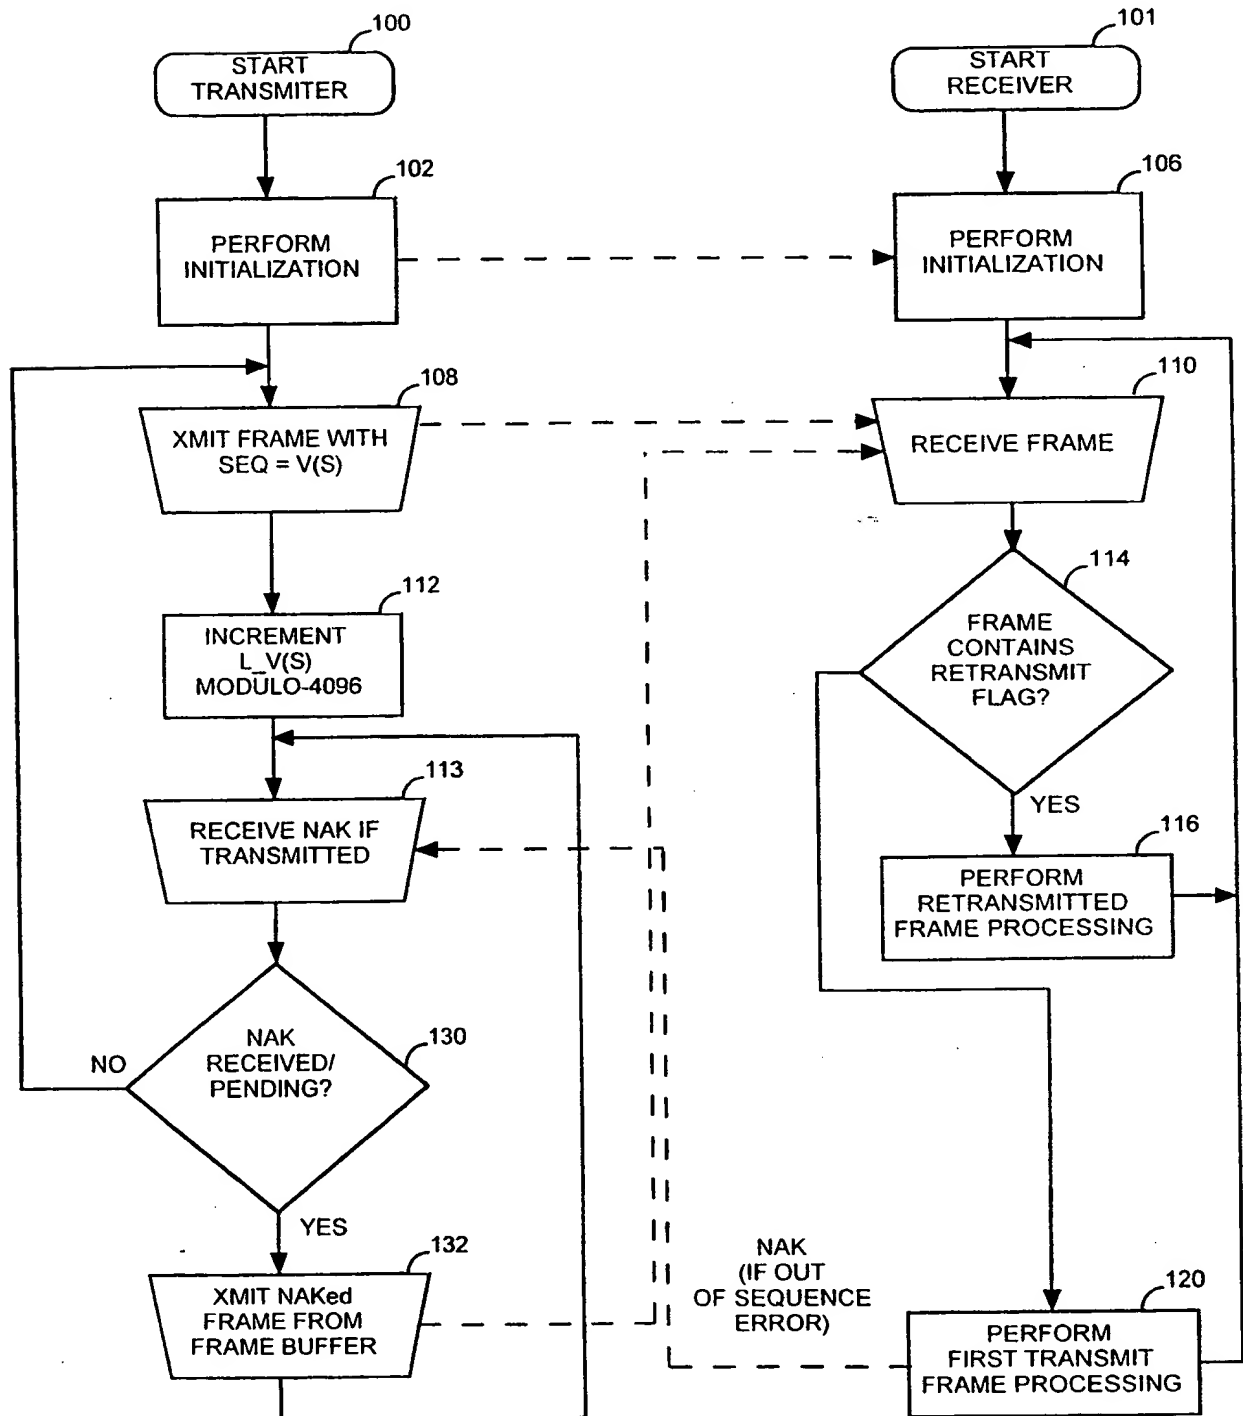 100
START
TRANSMITER
102
PERFORM
INITIALIZATION
108
XMIT FRAME WITH
SEQ = V(S)
112
INCREMENT
L_V(S)
MODULO-4096
113
RECEIVE NAK IF
TRANSMITTED
130
NAK
RECEIVED/
PENDING?
NO
YES
132
XMIT NAKed
FRAME FROM
FRAME BUFFER
101
START
RECEIVER
106
PERFORM
INITIALIZATION
110
RECEIVE FRAME
114
FRAME
CONTAINS
RETRANSMIT
FLAG?
YES
116
PERFORM
RETRANSMITTED
FRAME PROCESSING
NAK
(IF OUT
OF SEQUENCE
ERROR)
120
PERFORM
FIRST TRANSMIT
FRAME PROCESSING